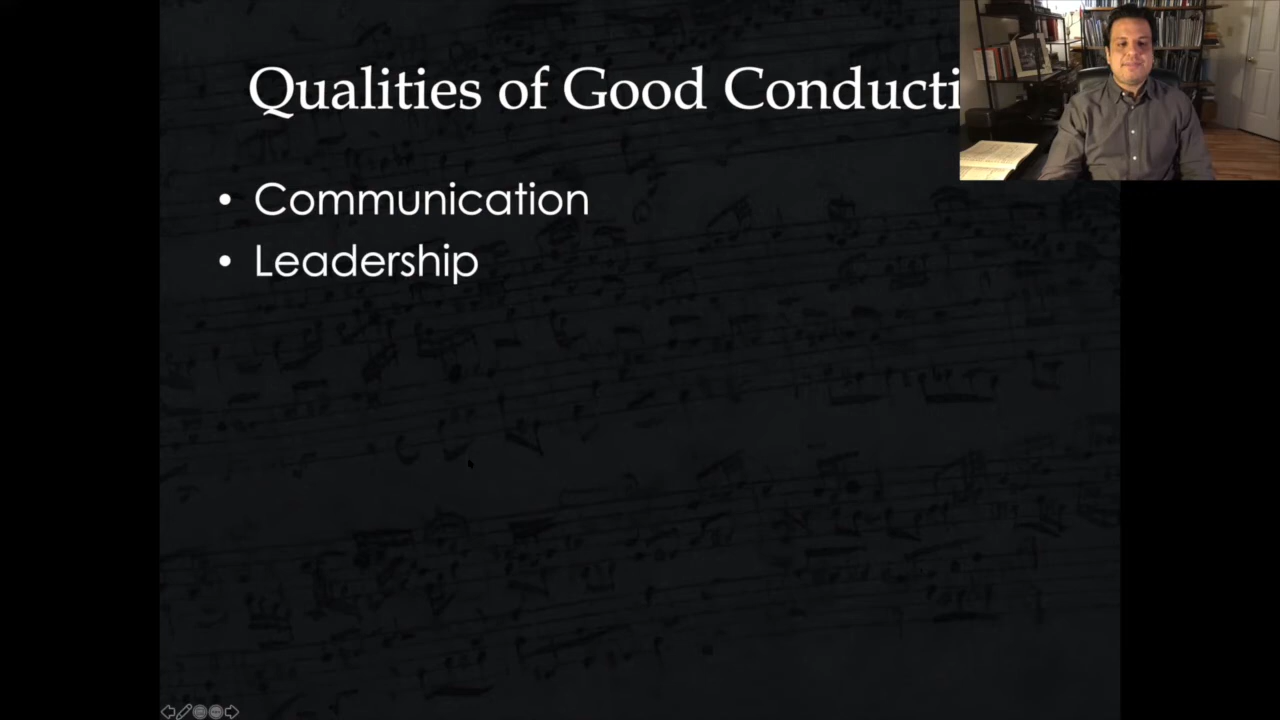 Qualities of Good Conducti
• Communication
• Leadership